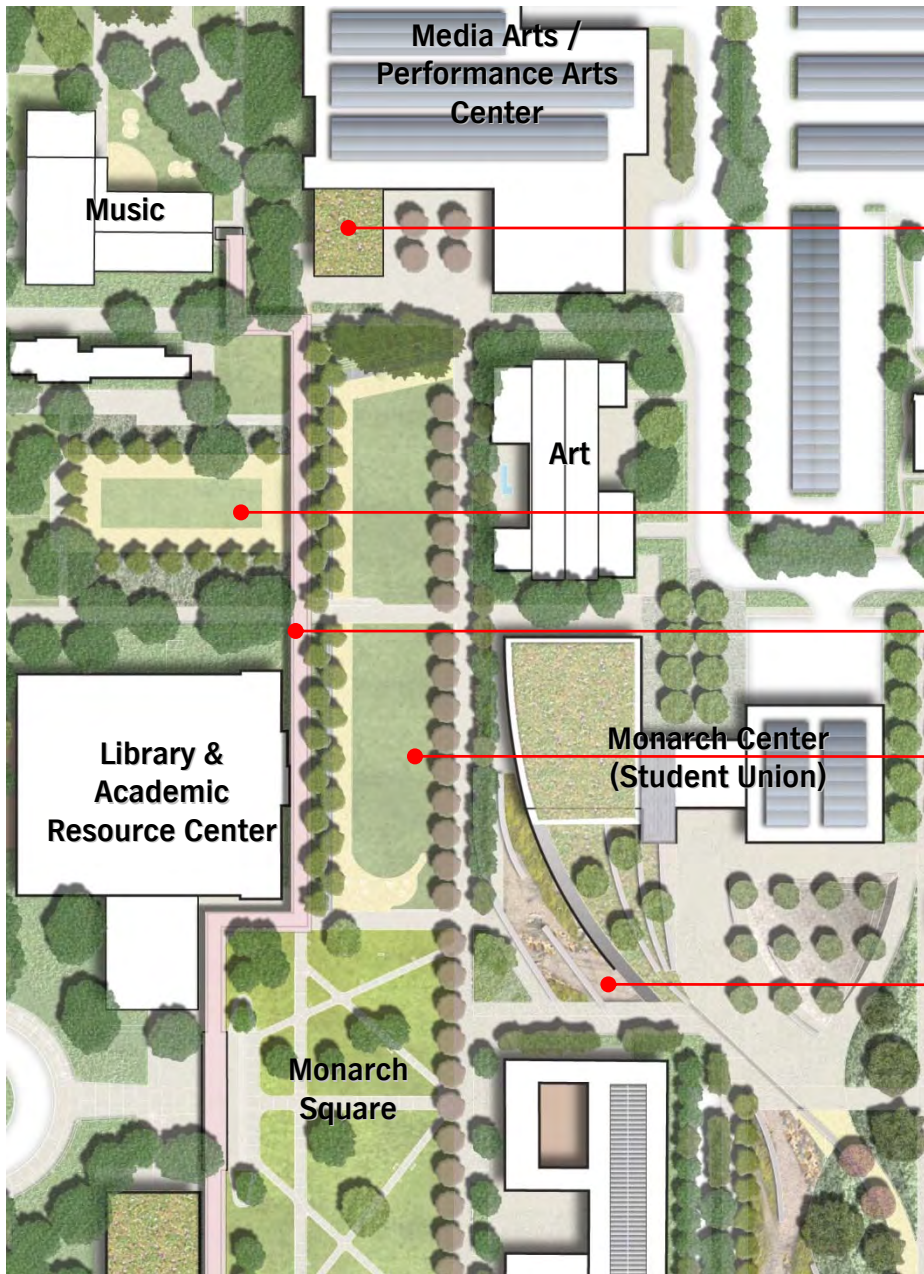 Media Arts /
Performance Arts
Center
Music
Art
Library &
Academic
Resource Center
Monarch Center
(Student Union)
Monarch
Square